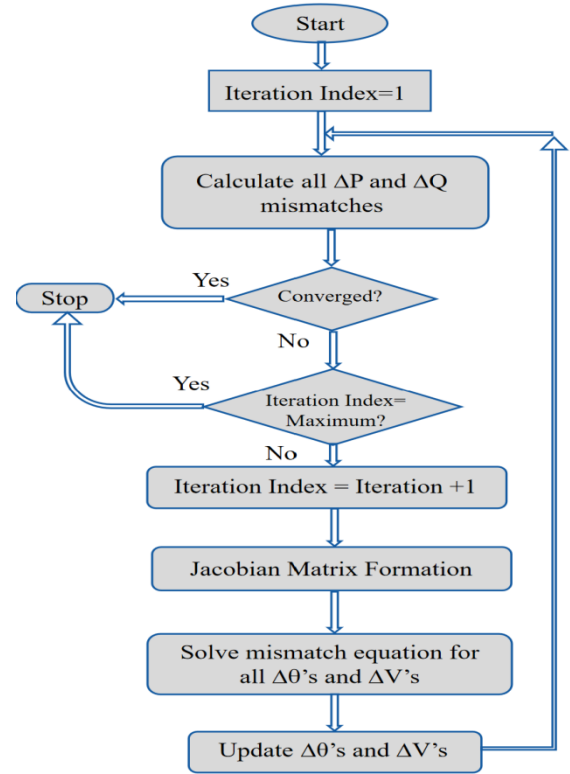 Start
Iteration Index=1
Calculate all ΔP and ΔQ
mismatches
Yes
Stop
Converged?
No
Yes
Iteration Index=
Maximum?
No
Iteration Index = Iteration +1
Jacobian Matrix Formation
Solve mismatch equation for
all Δθ’s and ΔV’s
Update Δθ’s and ΔV’s